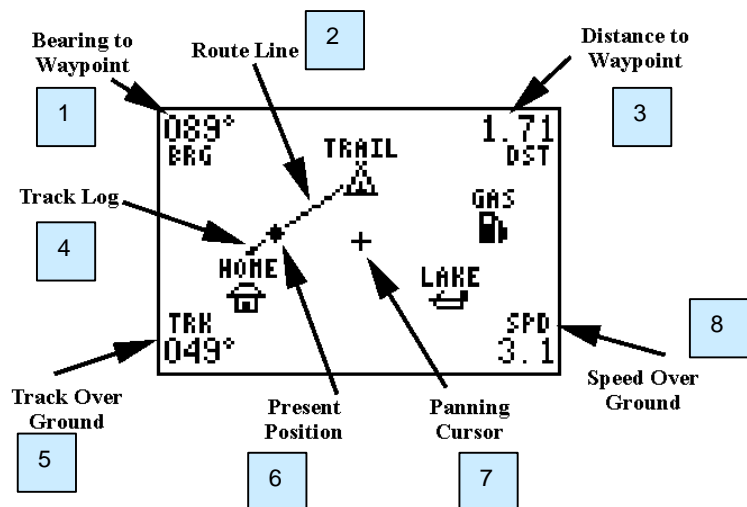 Bearing to
Waypoint
1
Route Line
2
Distance to
Waypoint
3
089°
BRG
TRAIL
1.71
DST
Track Log
4
GAS
HOME
LAKE
TRK
049°
SPD
3.1
8
Track Over
Ground
5
Present
Position
6
Panning
Cursor
7
Speed Over
Ground